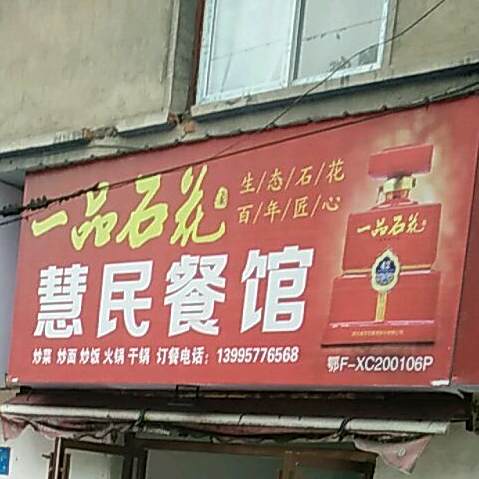 一品石花
生/态/石/花
百/年/匠/心
一品石花
慧民餐馆
炒菜 炒面 炒饭 火锅 干锅 订餐电话：13995776568
鄂F-XC200106P